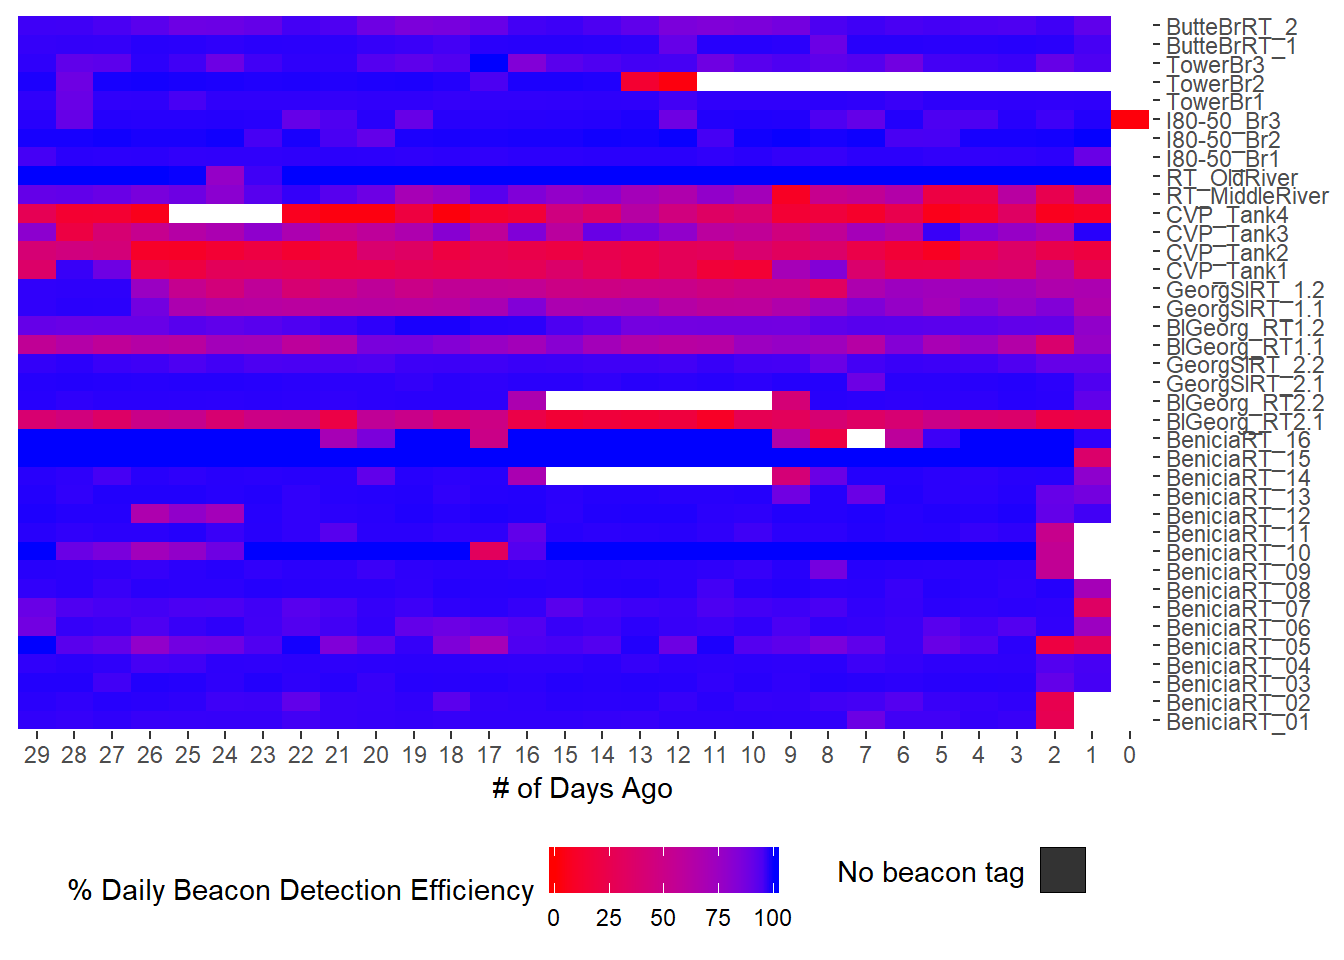 ButteBrRT_2
ButteBrRT_1
TowerBr3
TowerBr2
TowerBr1
I80-50_Br3
I80-50_Br2
I80-50_Br1
RT_OldRiver
RT_MiddleRiver
CVP_Tank4
CVP_Tank3
CVP_Tank2
CVP_Tank1
GeorgSlRT_1.2
GeorgSlRT_1.1
BlGeorg_RT1.2
BlGeorg_RT1.1
GeorgSlRT_2.2
GeorgSlRT_2.1
BlGeorg_RT2.2
BlGeorg_RT2.1
BeniciaRT_16
BeniciaRT_15
BeniciaRT_14
BeniciaRT_13
BeniciaRT_12
BeniciaRT_11
BeniciaRT_10
BeniciaRT_09
BeniciaRT_08
BeniciaRT_07
BeniciaRT_06
BeniciaRT_05
BeniciaRT_04
BeniciaRT_03
BeniciaRT_02
BeniciaRT_01
29 28 27 26 25 24 23 22 21 20 19 18 17 16 15 14 13 12 11 10 9 8 7 6 5 4 3 2 1 0
# of Days Ago
% Daily Beacon Detection Efficiency
0 25 50 75 100
No beacon tag